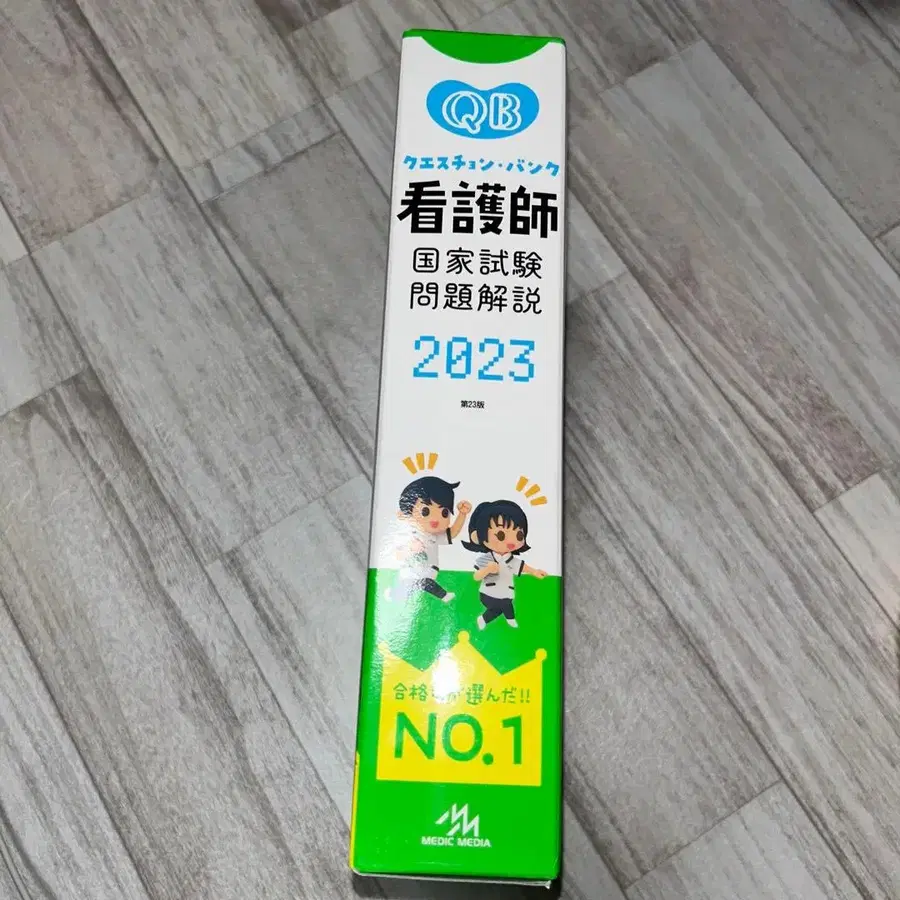 QB
クエスチョン・バンク
看護師
国家試験
問題解説
2023
第23版
合格 が選んだ!!
NO.1
MEDIC MEDIA